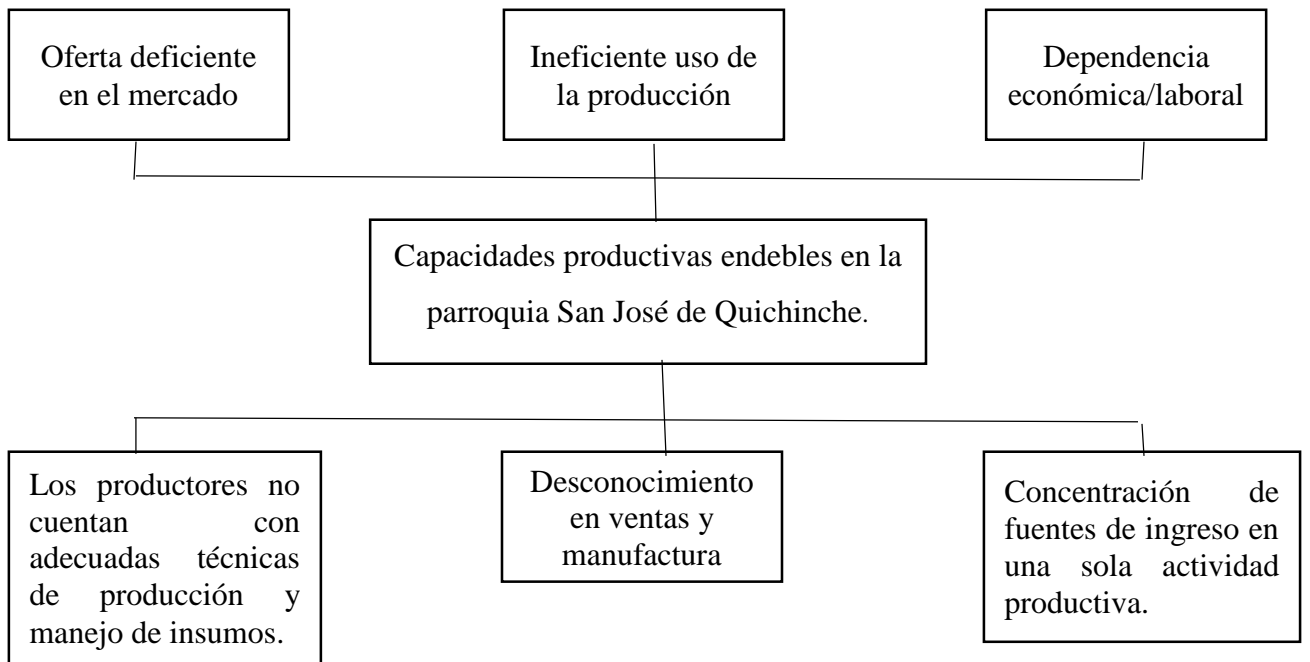 Oferta deficiente
en el mercado
Ineficiente uso de
la producción
Dependencia
económica/laboral
Capacidades productivas endebles en la
parroquia San José de Quichinche.
Los productores no
cuentan con
adecuadas técnicas
de producción y
manejo de insumos.
Desconocimiento
en ventas y
manufactura
Concentración de
fuentes de ingreso en
una sola actividad
productiva.